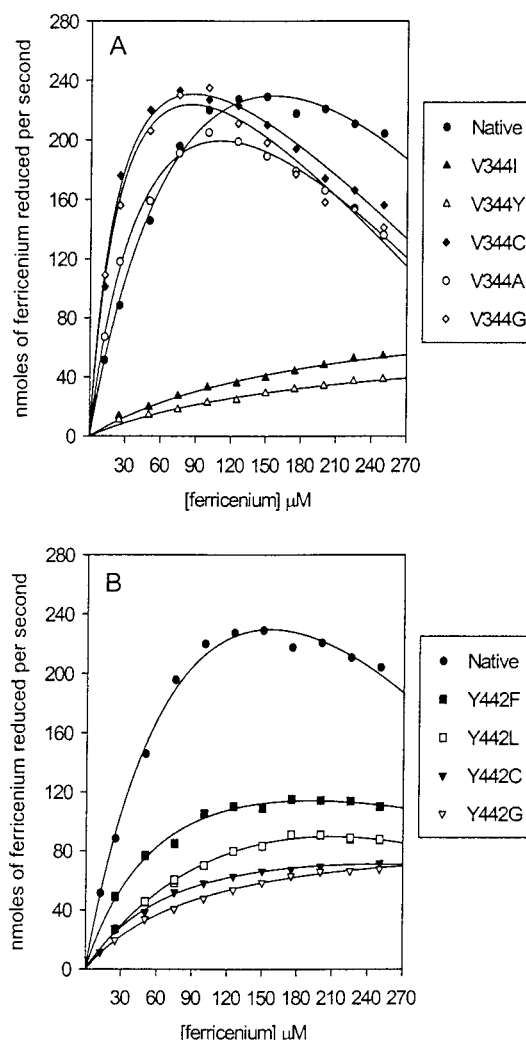 A
nmoles of ferricenium reduced per second
280
240
200
160
120
80
40
0
30 60 90 120 150 180 210 240 270
[ferricenium] μM
Native
V344I
V344Y
V344C
V344A
V344G
B
nmoles of ferricenium reduced per second
280
240
200
160
120
80
40
0
30 60 90 120 150 180 210 240 270
[ferricenium] μM
Native
Y442F
Y442L
Y442C
Y442G